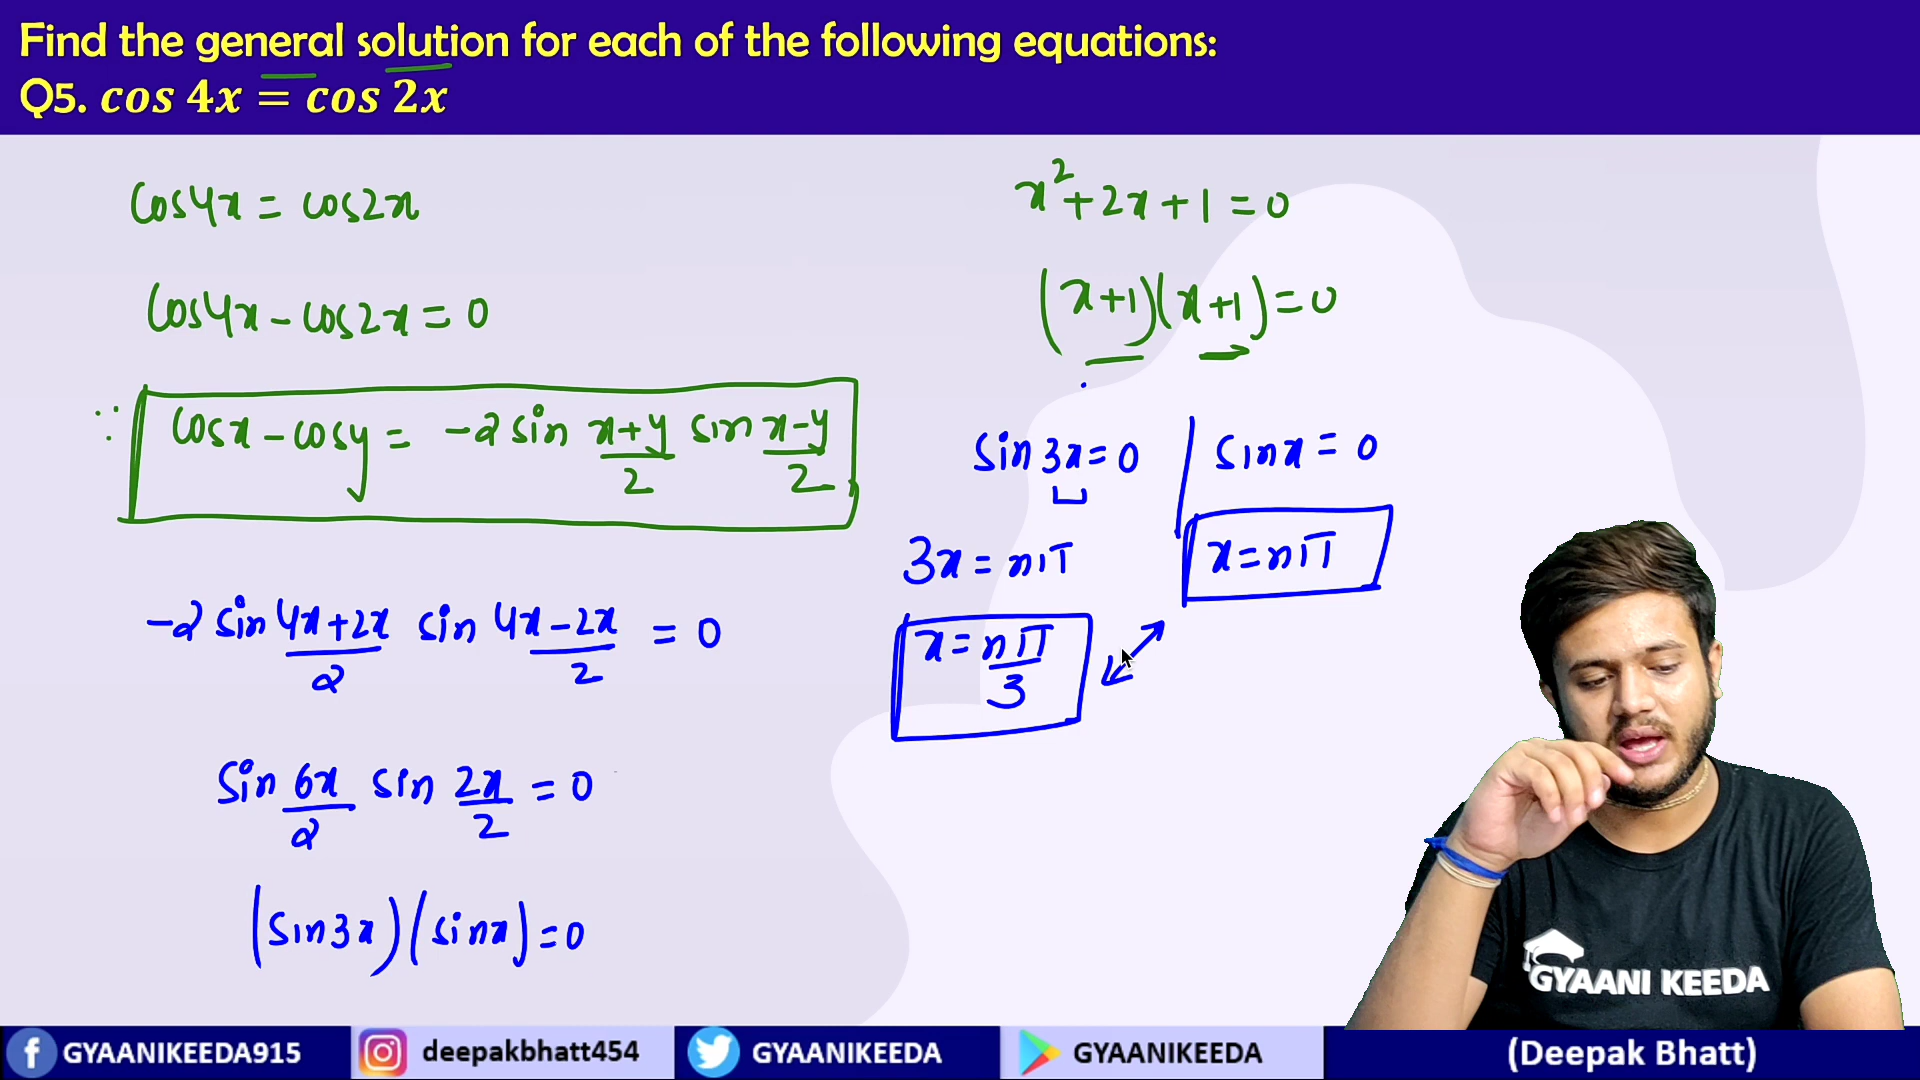 Find the general solution for each of the following equations:
Q5. cos 4x = cos 2x
cos4x = cos2x
cos4x - cos2x = 0
∵ cosx - cosy = -2 sin x+y/2 sin x-y/2
-2 sin 4x+2x/2 sin 4x-2x/2 = 0
sin 6x/2 sin 2x/2 = 0
(sin3x)(sinx) = 0
x² + 2x + 1 = 0
(x+1)(x+1) = 0
sin 3x = 0
3x = nπ
x = nπ/3
sinx = 0
x = nπ
GYAANI KEEDA
GYAANIKEEDA915
deepakbhatt454
GYAANIKEEDA
GYAANIKEEDA
(Deepak Bhatt)